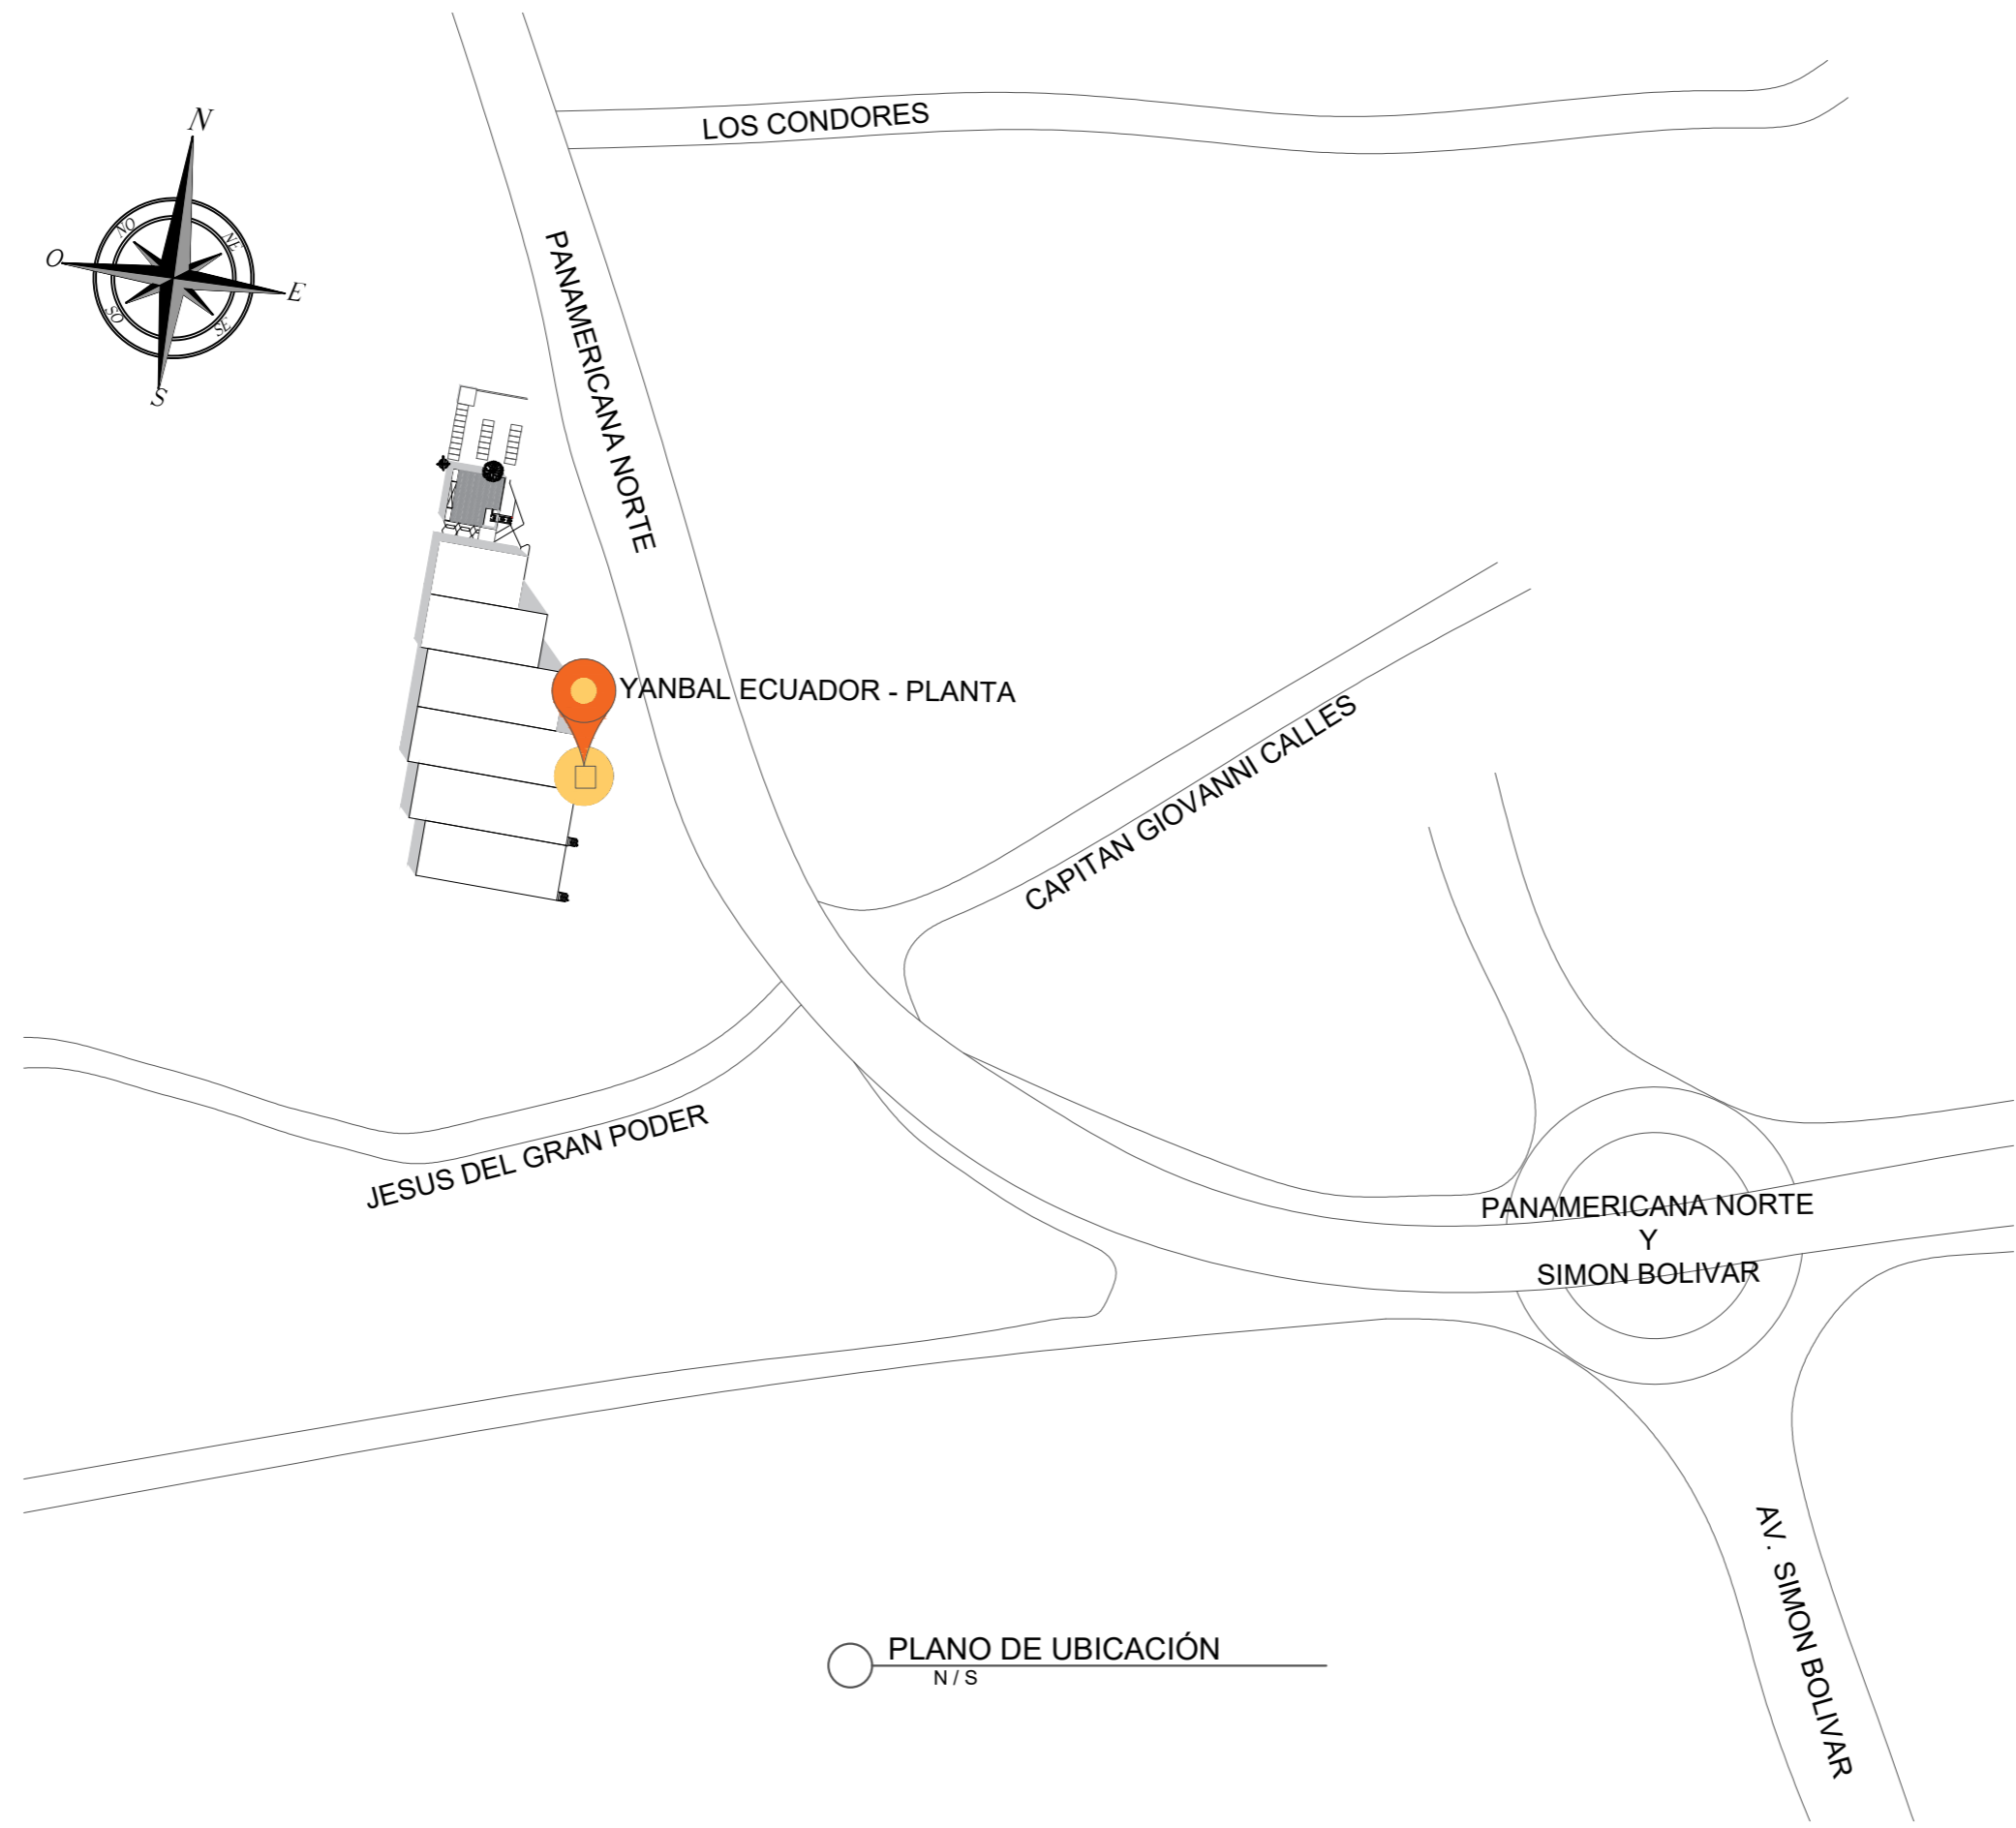 LOS CONDORES
N
NO
NE
O
E
SO
SE
S
PANAMERICANA NORTE
YANBAL ECUADOR - PLANTA
CAPITAN GIOVANNI CALLES
JESUS DEL GRAN PODER
PANAMERICANA NORTE
Y
SIMON BOLIVAR
AV. SIMON BOLIVAR
PLANO DE UBICACIÓN
N / S